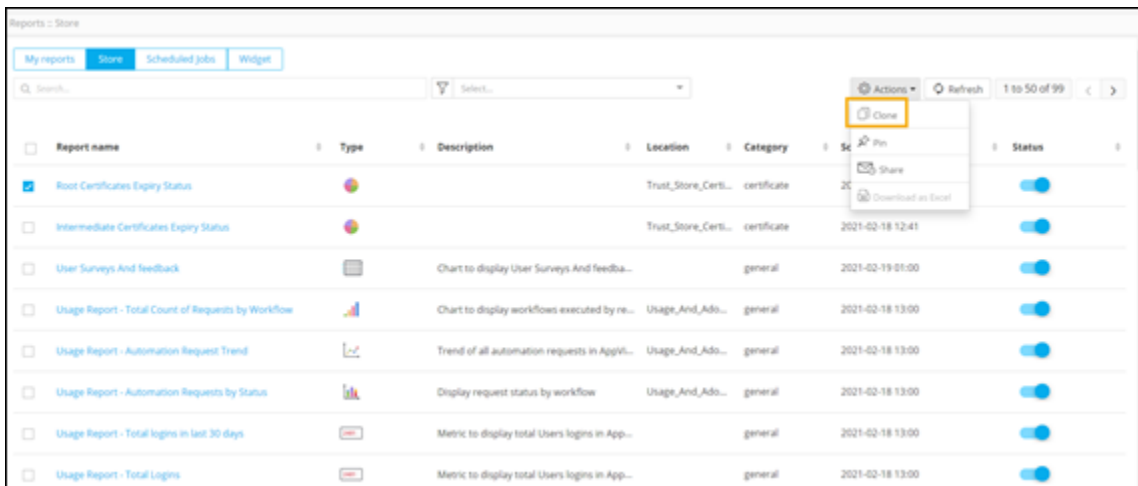 Reports :: Store
My reports Store Scheduled Jobs Widget
Search... Select... Actions Refresh 1 to 50 of 99
Clone
Pin
Share
Download as Excel
Report name Type Description Location Category Status
Root Certificates Expiry Status Trust_Store_Certi... certificate
Intermediate Certificates Expiry Status Trust_Store_Certi... certificate 2021-02-18 12:41
User Surveys And feedback Chart to display User Surveys And feedba... general 2021-02-19 01:00
Usage Report - Total Count of Requests by Workflow Chart to display workflows executed by re... Usage_And_Ado... general 2021-02-18 13:00
Usage Report - Automation Request Trend Trend of all automation requests in AppVi... Usage_And_Ado... general 2021-02-18 13:00
Usage Report - Automation Requests by Status Display request status by workflow Usage_And_Ado... general 2021-02-18 13:00
Usage Report - Total logins in last 30 days Metric to display total Users logins in App... general 2021-02-18 13:00
Usage Report - Total Logins Metric to display total Users logins in App... general 2021-02-18 13:00